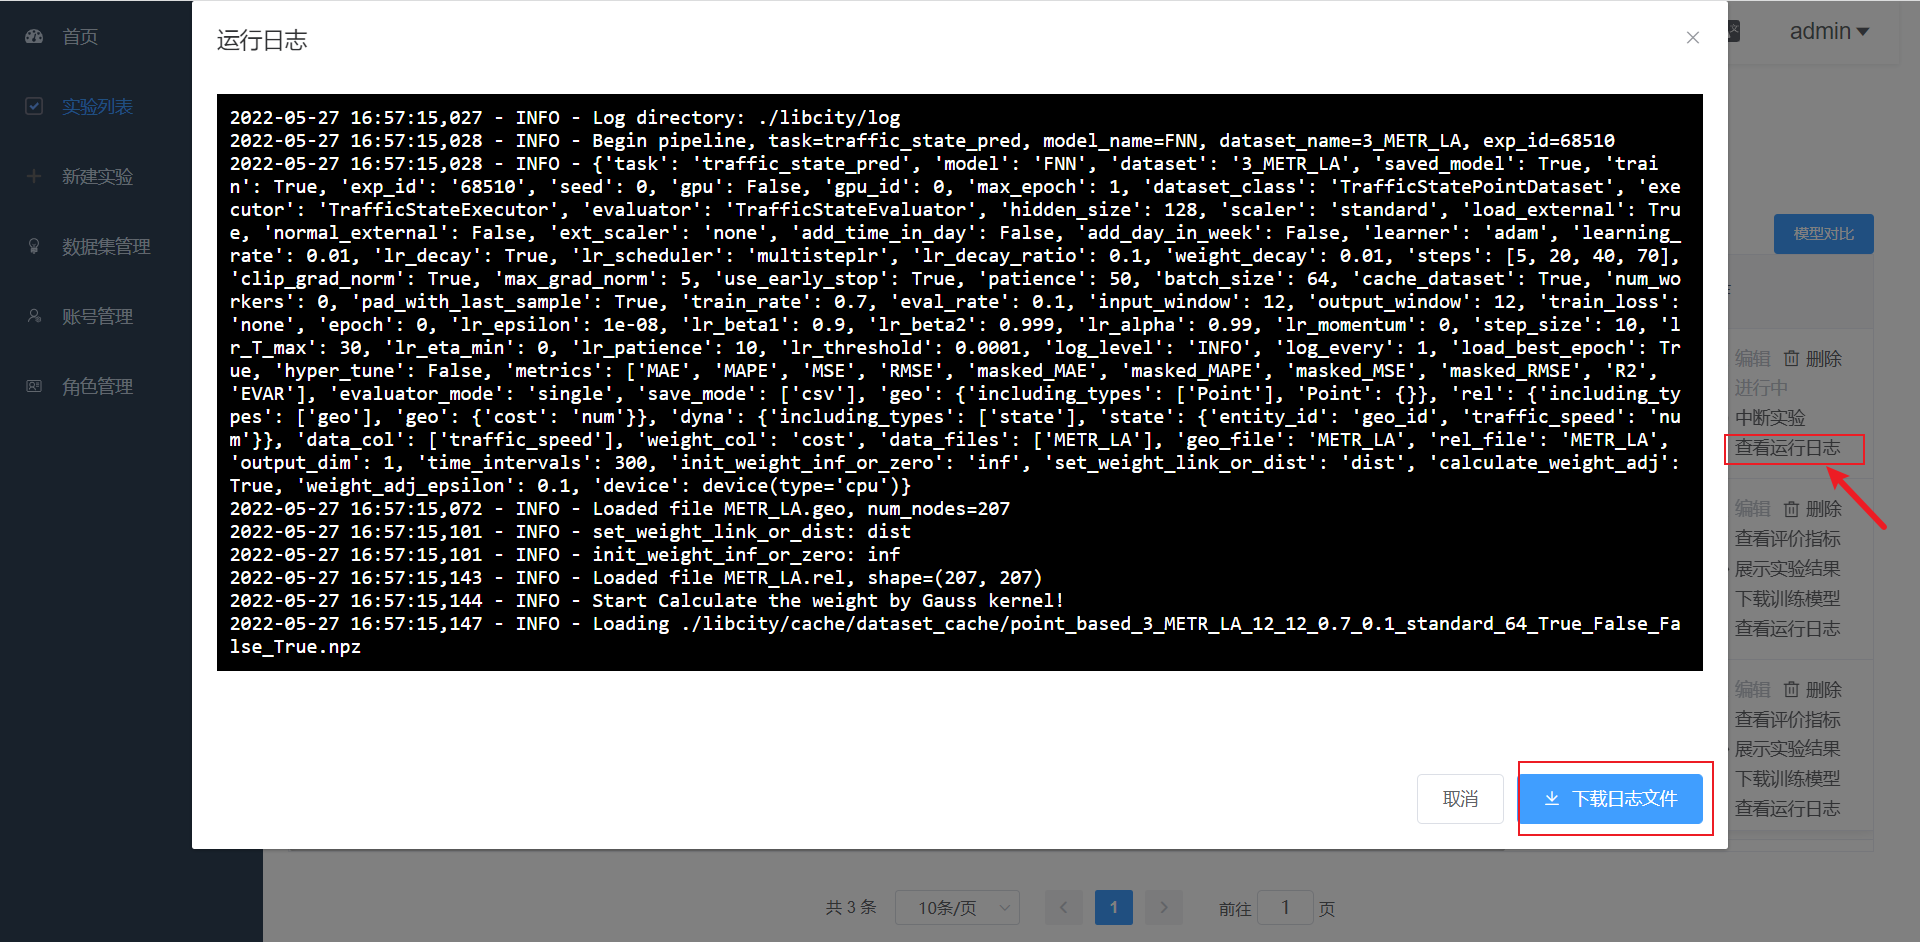 首页
实验列表
新建实验
数据集管理
账号管理
角色管理
运行日志
admin
2022-05-27 16:57:15,027 - INFO - Log directory: ./libcity/log
2022-05-27 16:57:15,028 - INFO - Begin pipeline, task=traffic_state_pred, model_name=FNN, dataset_name=3_METR_LA, exp_id=68510
2022-05-27 16:57:15,028 - INFO - {'task': 'traffic_state_pred', 'model': 'FNN', 'dataset': '3_METR_LA', 'saved_model': True, 'trai
n': True, 'exp_id': '68510', 'seed': 0, 'gpu': False, 'gpu_id': 0, 'max_epoch': 1, 'dataset_class': 'TrafficStatePointDataset', 'exe
cutor': 'TrafficStateExecutor', 'evaluator': 'TrafficStateEvaluator', 'hidden_size': 128, 'scaler': 'standard', 'load_external': Tru
e, 'normal_external': False, 'ext_scaler': 'none', 'add_time_in_day': False, 'add_day_in_week': False, 'learner': 'adam', 'learning_
rate': 0.01, 'lr_decay': True, 'lr_scheduler': 'multisteplr', 'lr_decay_ratio': 0.1, 'weight_decay': 0.01, 'steps': [5, 20, 40, 70],
'clip_grad_norm': True, 'max_grad_norm': 5, 'use_early_stop': True, 'patience': 50, 'batch_size': 64, 'cache_dataset': True, 'num_wo
rkers': 0, 'pad_with_last_sample': True, 'train_rate': 0.7, 'eval_rate': 0.1, 'input_window': 12, 'output_window': 12, 'train_loss':
'none', 'epoch': 0, 'lr_epsilon': 1e-08, 'lr_beta1': 0.9, 'lr_beta2': 0.999, 'lr_alpha': 0.99, 'lr_momentum': 0, 'step_size': 10, 'l
r_T_max': 30, 'lr_eta_min': 0, 'lr_patience': 10, 'lr_threshold': 0.0001, 'log_level': 'INFO', 'log_every': 1, 'load_best_epoch': Tr
ue, 'hyper_tune': False, 'metrics': ['MAE', 'MAPE', 'MSE', 'RMSE', 'masked_MAE', 'masked_MAPE', 'masked_MSE', 'masked_RMSE', 'R2',
'EVAR'], 'evaluator_mode': 'single', 'save_mode': ['csv'], 'geo': {'including_types': ['Point'], 'Point': {}}, 'rel': {'including_ty
pes': ['geo'], 'geo': {'cost': 'num'}}, 'dyna': {'including_types': ['state'], 'state': {'entity_id': 'geo_id', 'traffic_speed': 'nu
m'}}, 'data_col': ['traffic_speed'], 'weight_col': 'cost', 'data_files': ['METR_LA'], 'geo_file': 'METR_LA', 'rel_file': 'METR_LA',
'output_dim': 1, 'time_intervals': 300, 'init_weight_inf_or_zero': 'inf', 'set_weight_link_or_dist': 'dist', 'calculate_weight_adj':
True, 'weight_adj_epsilon': 0.1, 'device': device(type='cpu')}
2022-05-27 16:57:15,072 - INFO - Loaded file METR_LA.geo, num_nodes=207
2022-05-27 16:57:15,101 - INFO - set_weight_link_or_dist: dist
2022-05-27 16:57:15,101 - INFO - init_weight_inf_or_zero: inf
2022-05-27 16:57:15,143 - INFO - Loaded file METR_LA.rel, shape=(207, 207)
2022-05-27 16:57:15,144 - INFO - Start Calculate the weight by Gauss kernel!
2022-05-27 16:57:15,147 - INFO - Loading ./libcity/cache/dataset_cache/point_based_3_METR_LA_12_12_0.7_0.1_standard_64_True_False_Fa
lse_True.npz
取消
下载日志文件
模型对比
编辑 删除
进行中
中断实验
查看运行日志
编辑 删除
查看评价指标
展示实验结果
下载训练模型
查看运行日志
编辑 删除
查看评价指标
展示实验结果
下载训练模型
查看运行日志
共 3 条 10条/页 1 前往 1 页